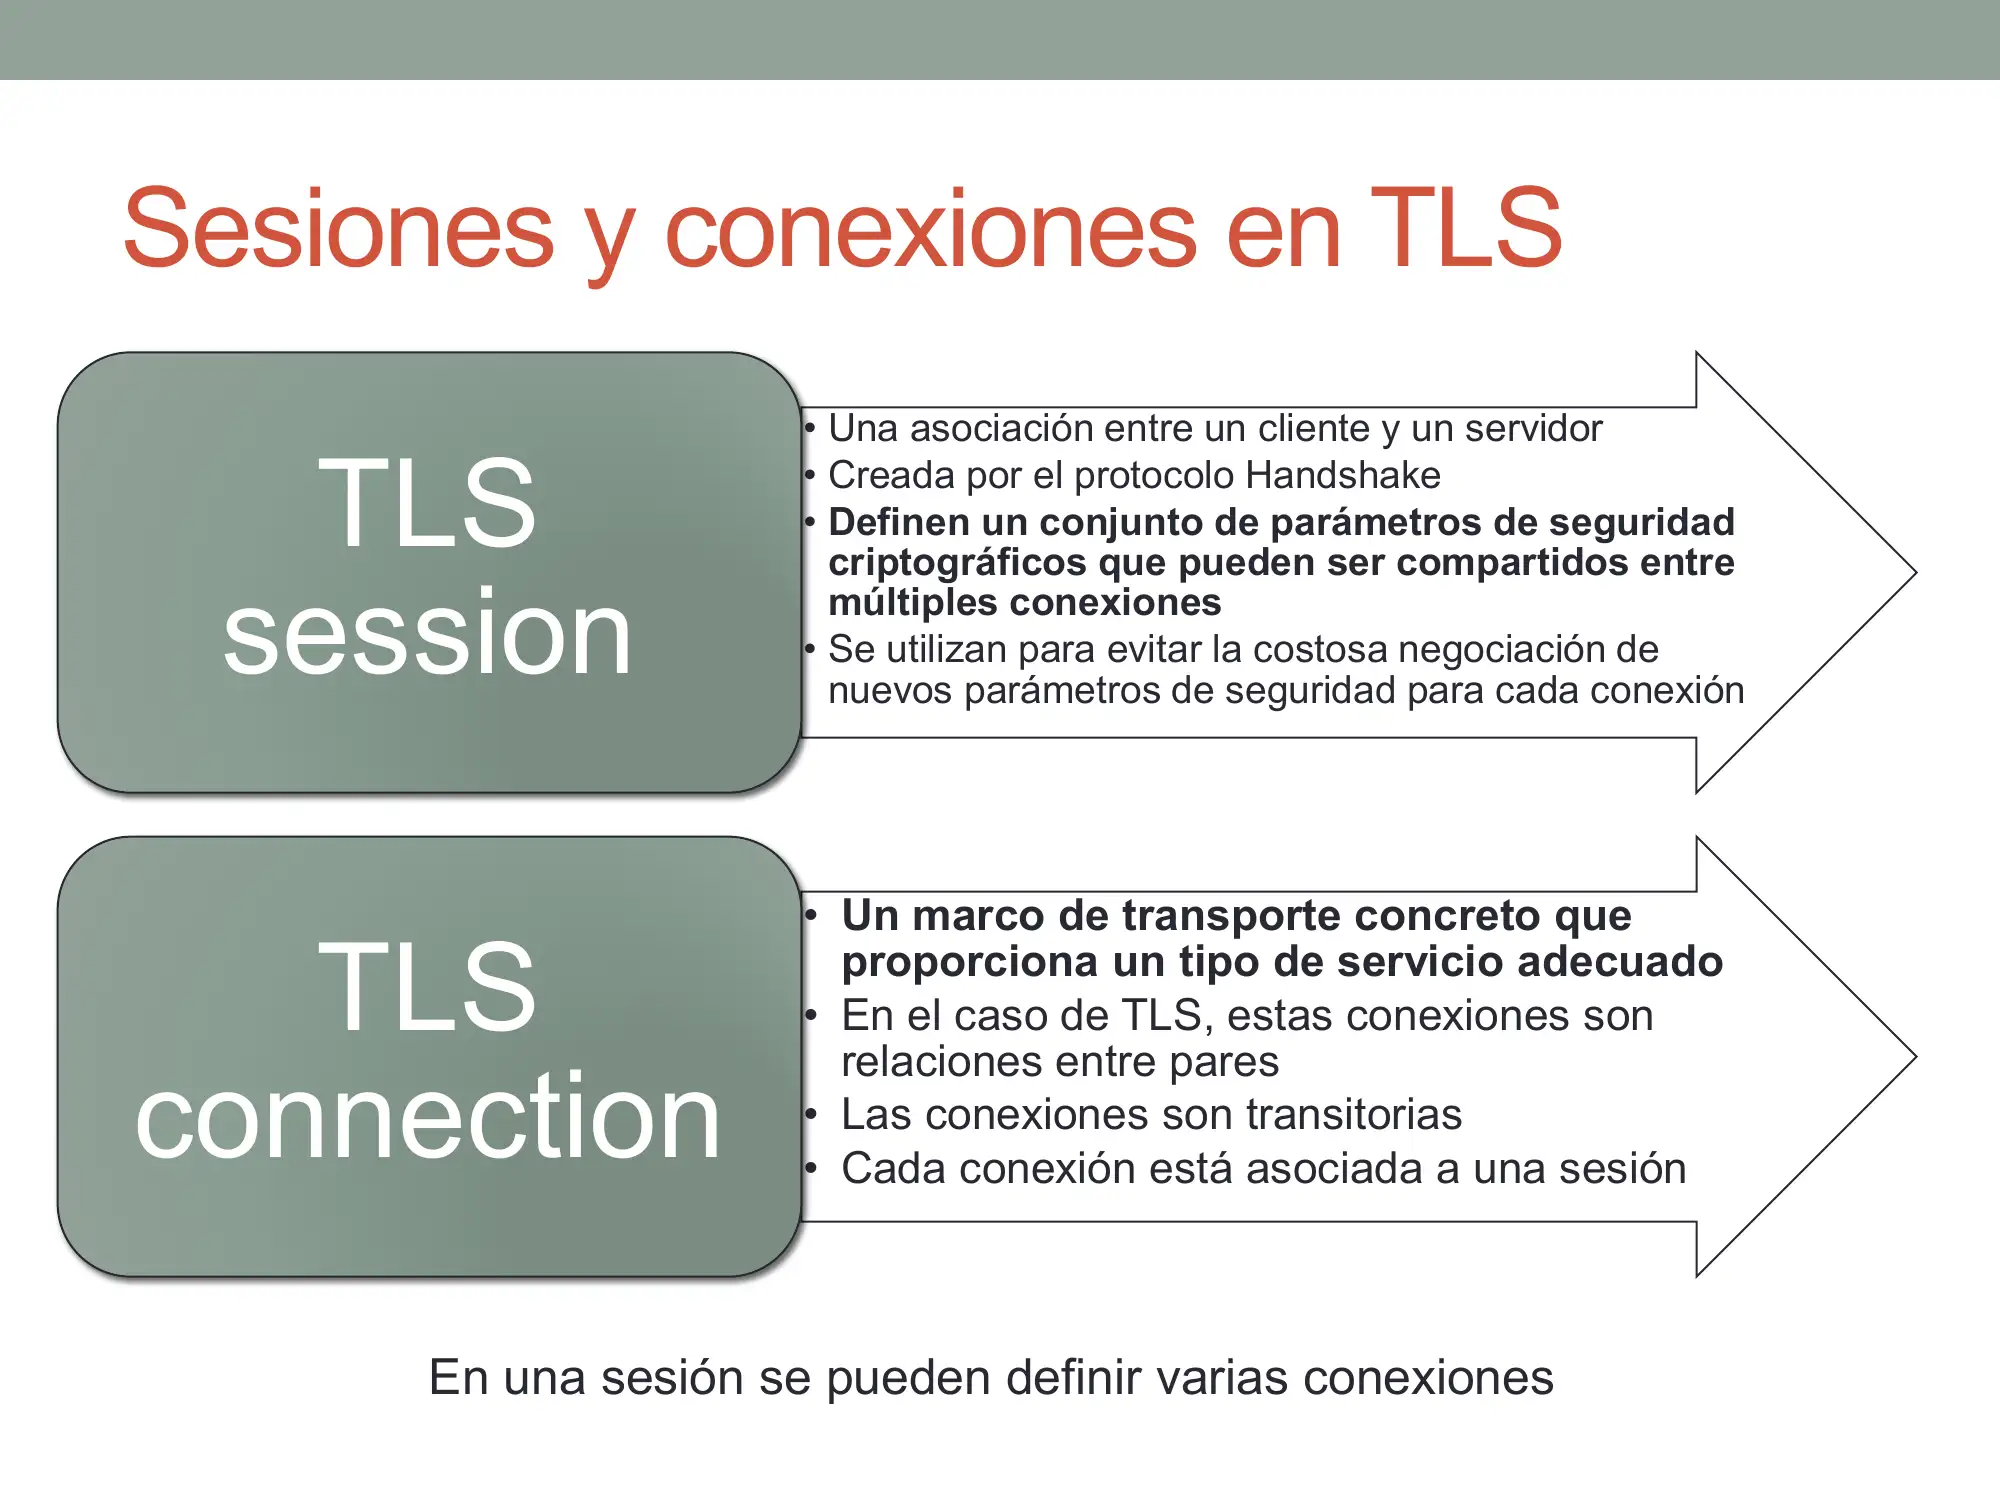 Sesiones y conexiones en TLS
TLS
session
• Una asociación entre un cliente y un servidor
• Creada por el protocolo Handshake
• Definen un conjunto de parámetros de seguridad
criptográficos que pueden ser compartidos entre
múltiples conexiones
• Se utilizan para evitar la costosa negociación de
nuevos parámetros de seguridad para cada conexión
TLS
connection
• Un marco de transporte concreto que
proporciona un tipo de servicio adecuado
• En el caso de TLS, estas conexiones son
relaciones entre pares
• Las conexiones son transitorias
• Cada conexión está asociada a una sesión
En una sesión se pueden definir varias conexiones